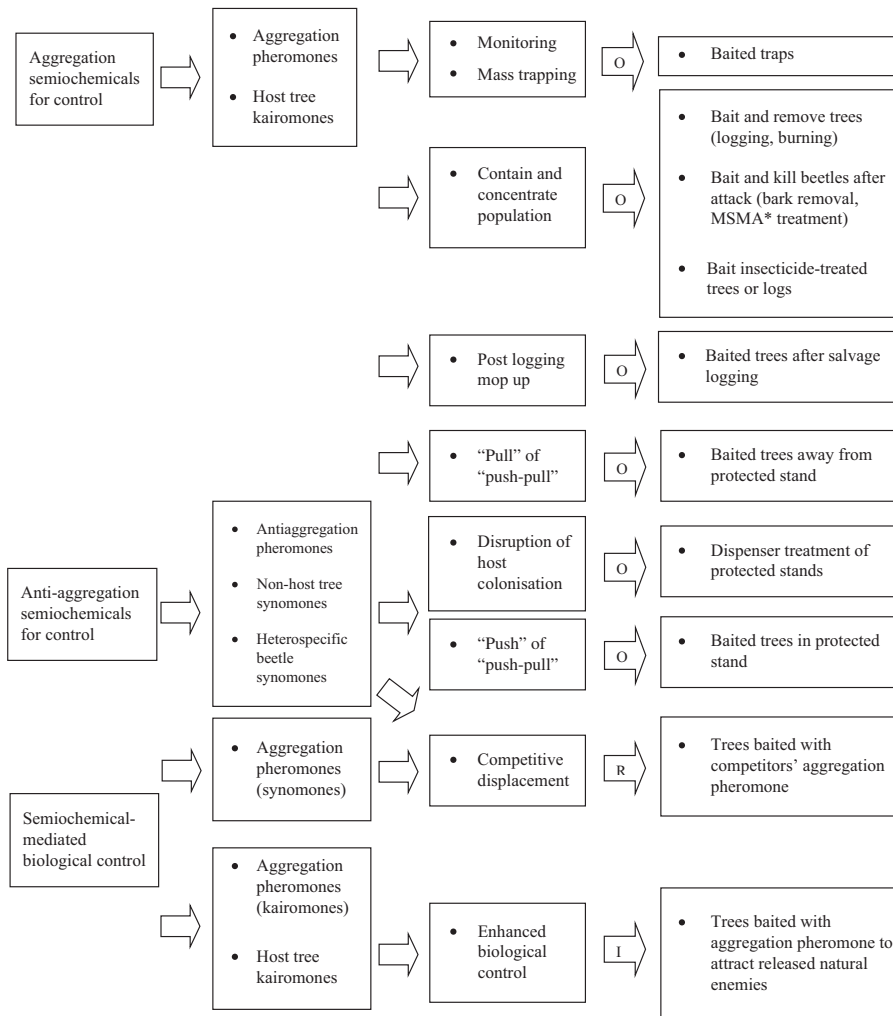 Aggregation
semiochemicals
for control
• Aggregation
pheromones
• Host tree
kairomones
• Monitoring
• Mass trapping
O
• Baited traps
• Contain and
concentrate
population
O
• Bait and remove trees
(logging, burning)
• Bait and kill beetles after
attack (bark removal,
MSMA* treatment)
• Bait insecticide-treated
trees or logs
• Post logging
mop up
O
• Baited trees after salvage
logging
• “Pull” of
“push-pull”
O
• Baited trees away from
protected stand
Anti-aggregation
semiochemicals
for control
• Antiaggregation
pheromones
• Non-host tree
synomones
• Heterospecific
beetle
synomones
• Disruption of
host
colonisation
O
• Dispenser treatment of
protected stands
• “Push” of
“push-pull”
O
• Baited trees in protected
stand
Semiochemical-
mediated
biological control
• Aggregation
pheromones
(synomones)
• Competitive
displacement
R
• Trees baited with
competitors’ aggregation
pheromone
• Aggregation
pheromones
(kairomones)
• Host tree
kairomones
• Enhanced
biological
control
I
• Trees baited with
aggregation pheromone to
attract released natural
enemies